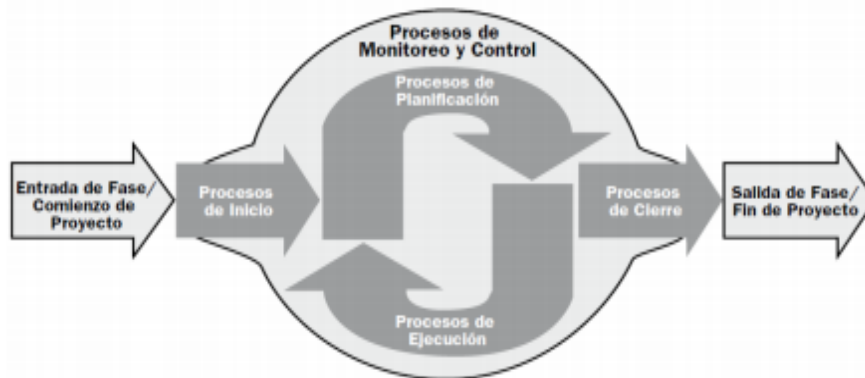 Procesos de
Monitoreo y Control
Procesos de
Planificación
Entrada de Fase/
Comienzo de
Proyecto
Procesos
de Inicio
Procesos
de Cierre
Salida de Fase/
Fin de Proyecto
Procesos de
Ejecución